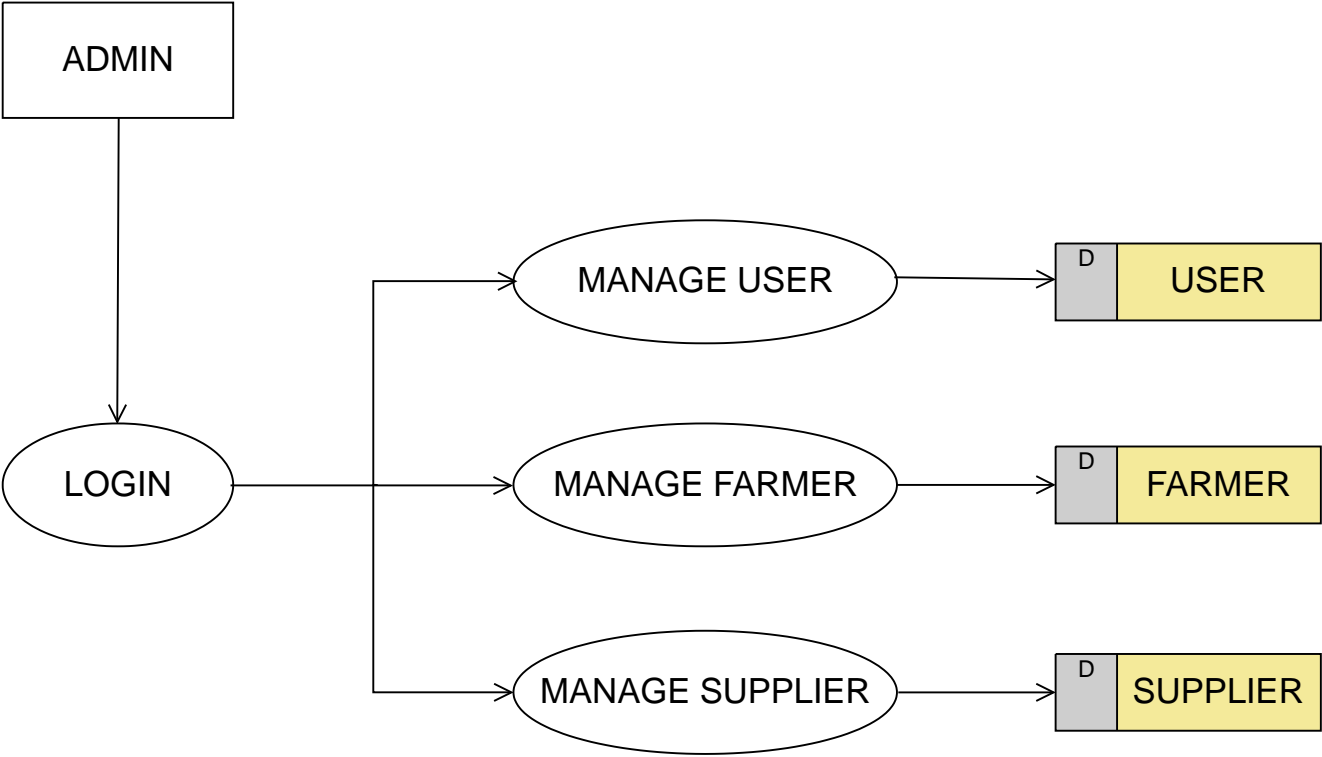 ADMIN
MANAGE USER
D
USER
LOGIN
MANAGE FARMER
D
FARMER
MANAGE SUPPLIER
D
SUPPLIER